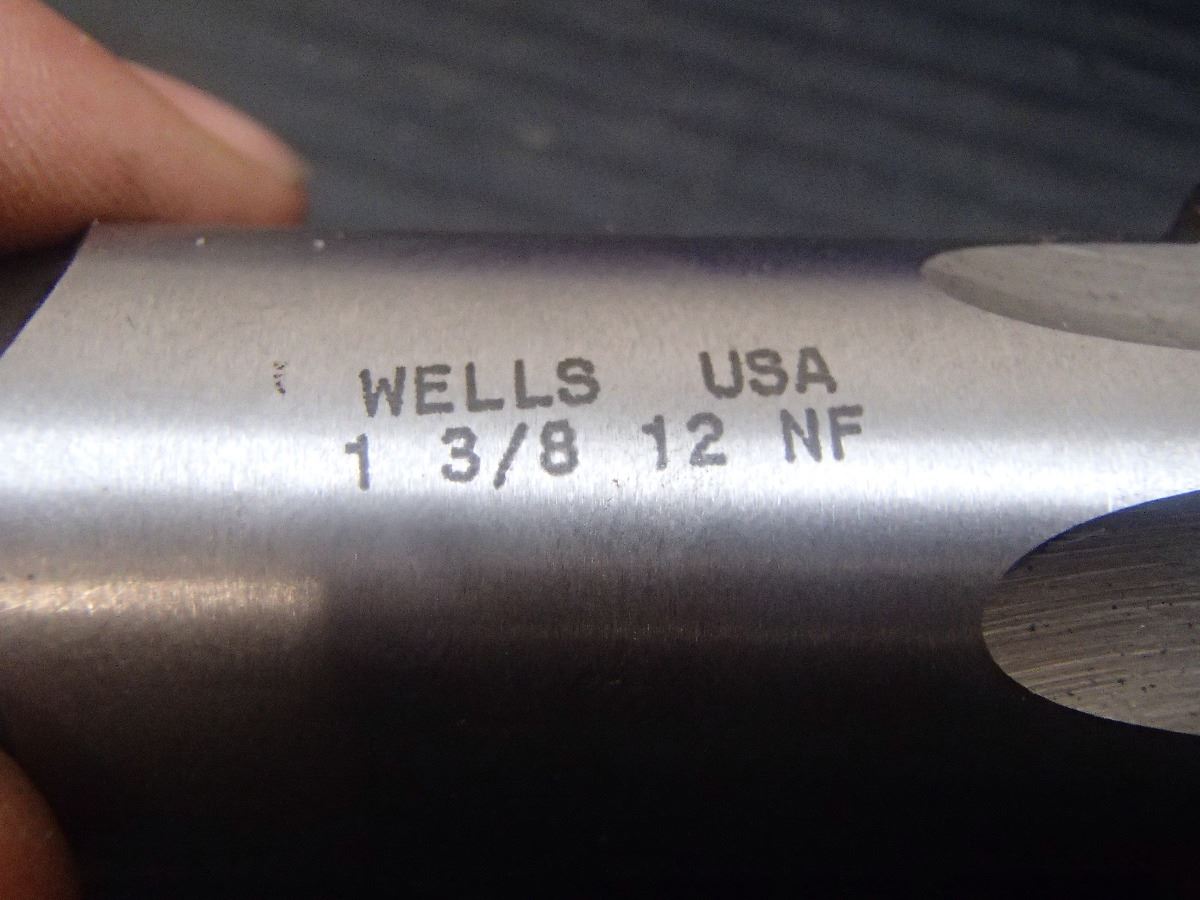 WELLS USA
1 3/8 12 NF